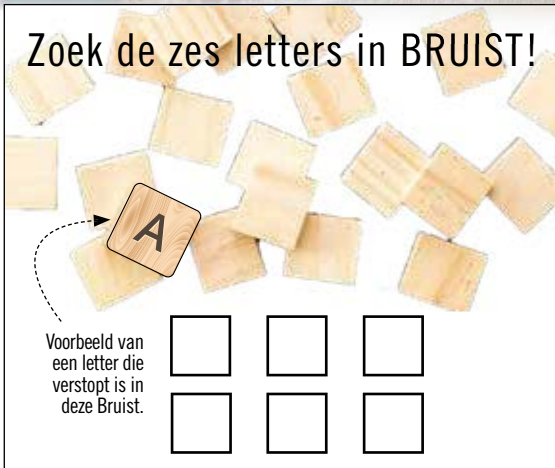 Zoek de zes letters in BRUIST!
A
Voorbeeld van
een letter die
verstopt is in
deze Bruist.